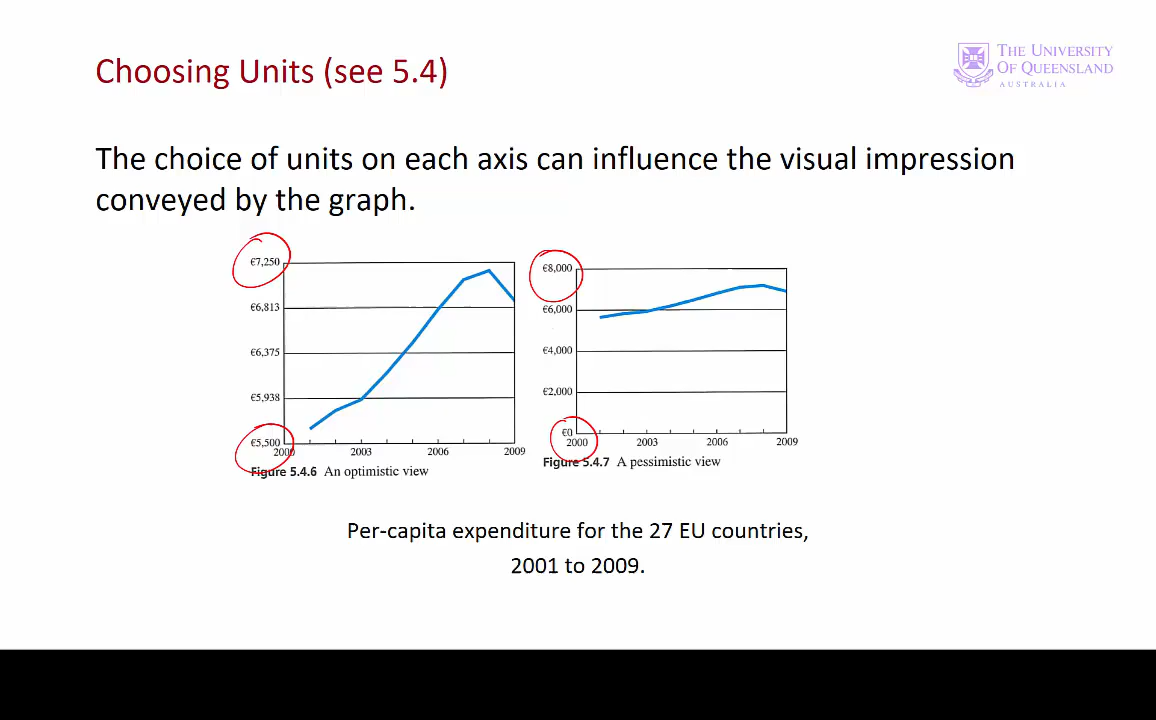 Choosing Units (see 5.4)
THE UNIVERSITY
OF QUEENSLAND
AUSTRALIA
The choice of units on each axis can influence the visual impression
conveyed by the graph.
€7,250
€6,813
€6,375
€5,938
€5,500
2000 2003 2006 2009
Figure 5.4.6 An optimistic view
€8,000
€6,000
€4,000
€2,000
€0
2000 2003 2006 2009
Figure 5.4.7 A pessimistic view
Per-capita expenditure for the 27 EU countries,
2001 to 2009.